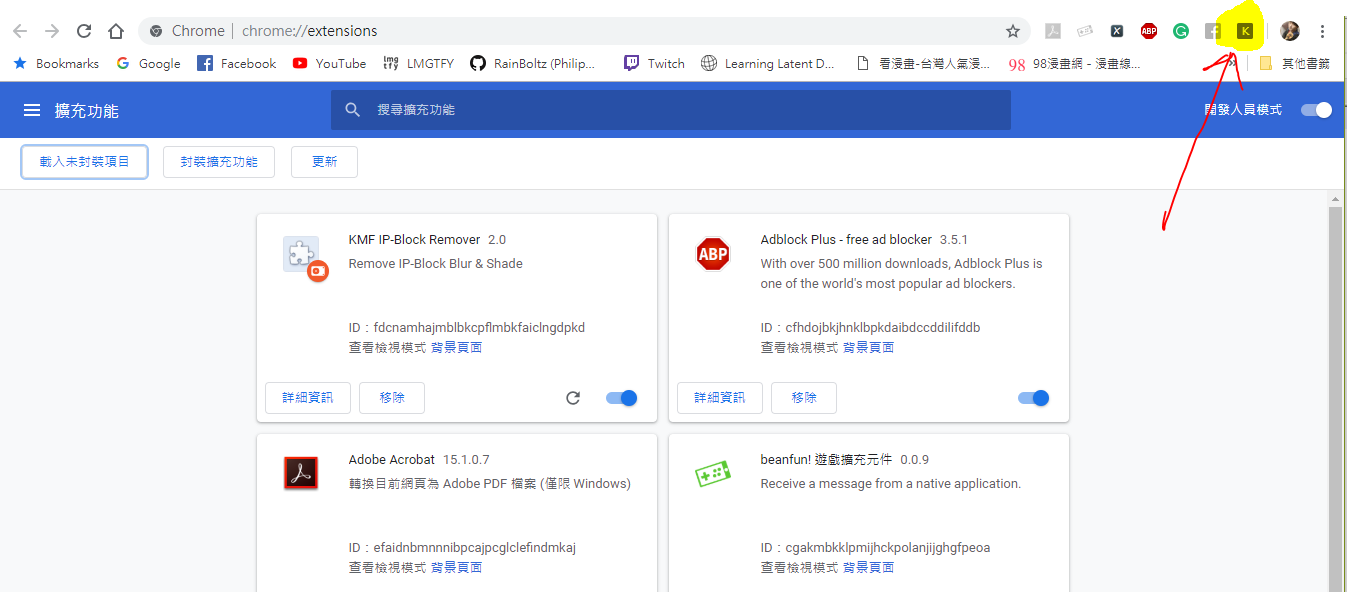 Chrome | chrome://extensions
X ABP G f K
Bookmarks Google Facebook YouTube lmg tfy LMGTFY RainBoltz (Philip... Twitch Learning Latent D... 看漫畫-台灣人氣漫... 98 98漫畫網 - 漫畫線... » 其他書籤
擴充功能 搜尋擴充功能 開發人員模式
載入未封裝項目 封裝擴充功能 更新
KMF IP-Block Remover 2.0
Remove IP-Block Blur & Shade
ID：fdcnamhajmblbkcpflmbkfaiclngdpkd
查看檢視模式 背景頁面
詳細資訊 移除
ABP
Adblock Plus - free ad blocker 3.5.1
With over 500 million downloads, Adblock Plus is
one of the world's most popular ad blockers.
ID：cfhdojbkjhnklbpkdaibdccddilifddb
查看檢視模式 背景頁面
詳細資訊 移除
Adobe Acrobat 15.1.0.7
轉換目前網頁為 Adobe PDF 檔案 (僅限 Windows)
ID：efaidnbmnnnibpcajpcglclefindmkaj
查看檢視模式 背景頁面
beanfun! 遊戲擴充元件 0.0.9
Receive a message from a native application.
ID：cgakmbkklpmijhckpolanjijghgfpeoa
查看檢視模式 背景頁面